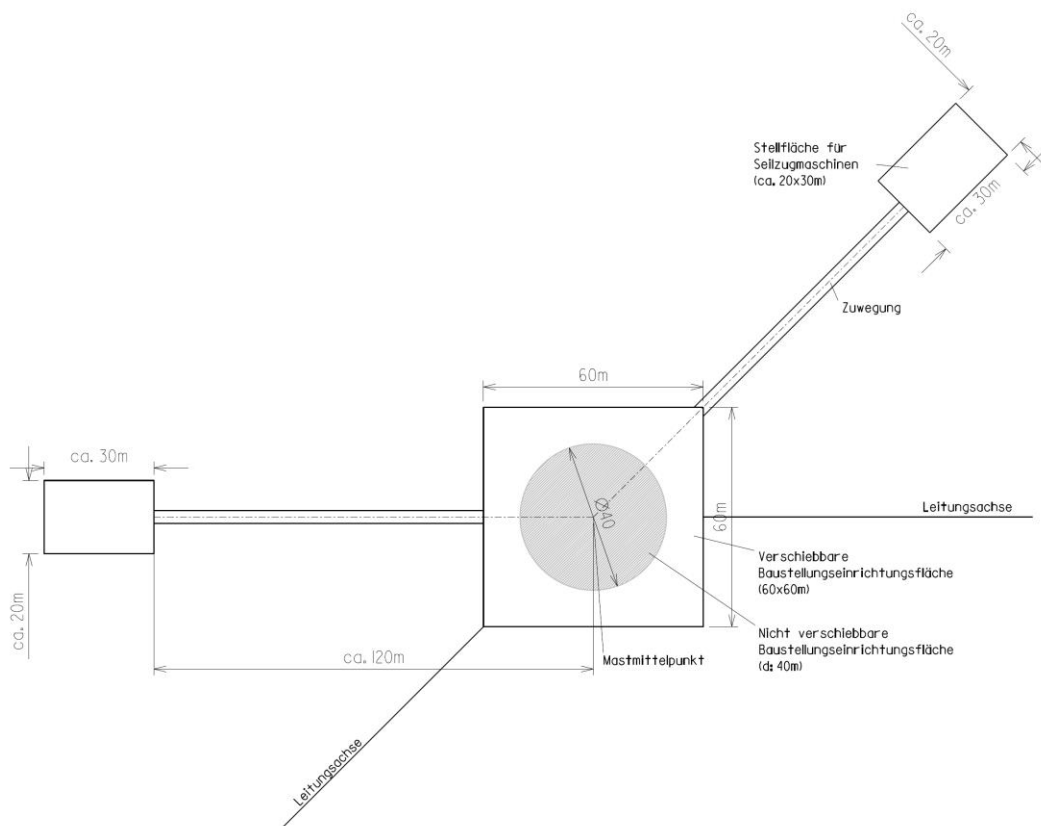 ca. 20m
Stellfläche für
Seilzugmaschinen
(ca. 20x30m)
ca. 30m
Zuwegung
60m
ca. 30m
Ø40
60m
Leitungsachse
Verschiebbare
Baustellungseinrichtungsfläche
(60x60m)
ca. 20m
Nicht verschiebbare
Baustellungseinrichtungsfläche
(d: 40m)
ca. 120m
Mastmittelpunkt
Leitungsachse